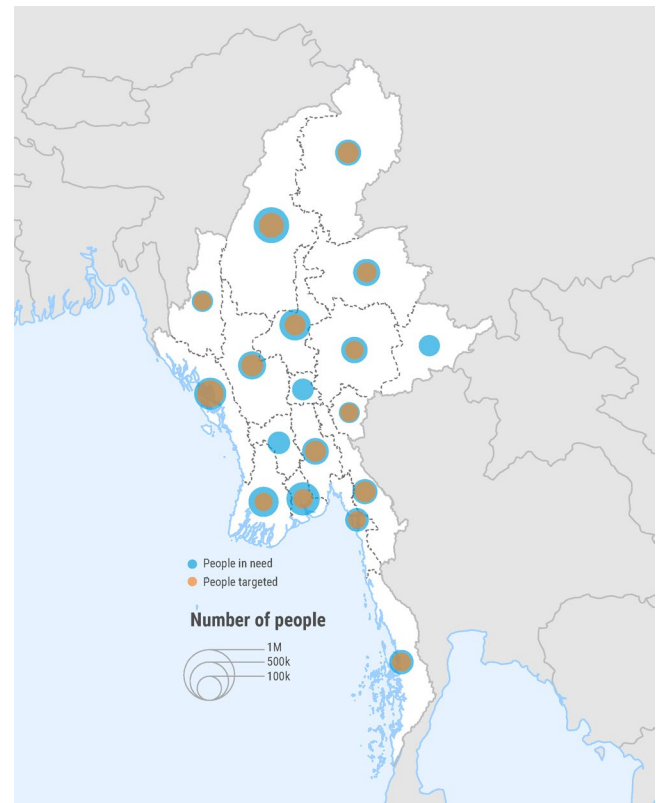 People in need
People targeted
Number of people
1M
500k
100k